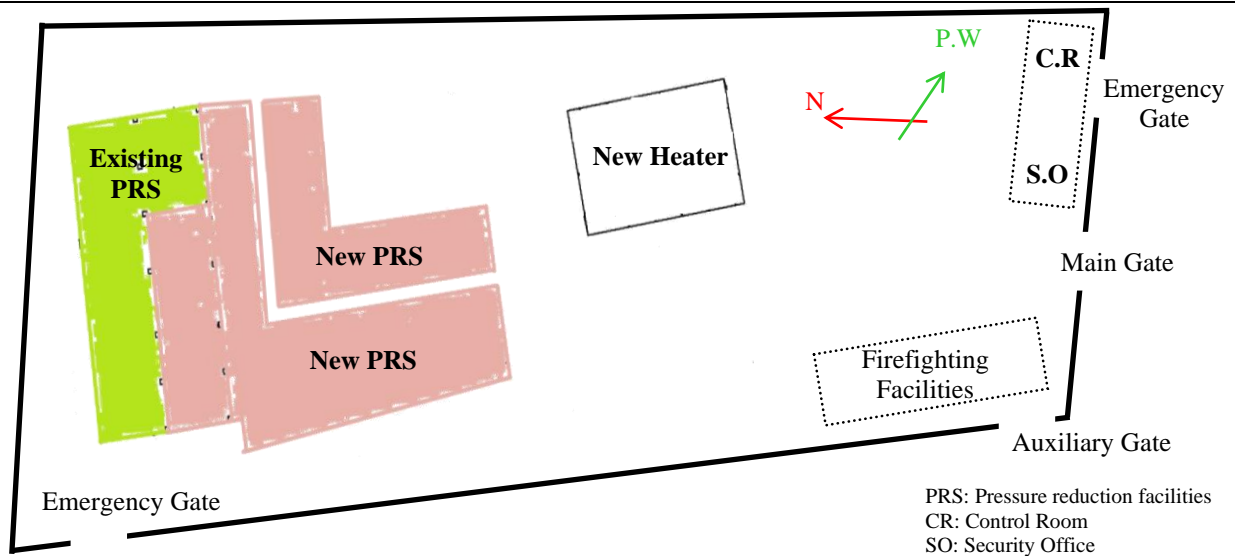 P.W
N
C.R
Emergency
Gate
Existing
PRS
New Heater
S.O
New PRS
Main Gate
New PRS
Firefighting
Facilities
Auxiliary Gate
Emergency Gate
PRS: Pressure reduction facilities
CR: Control Room
SO: Security Office